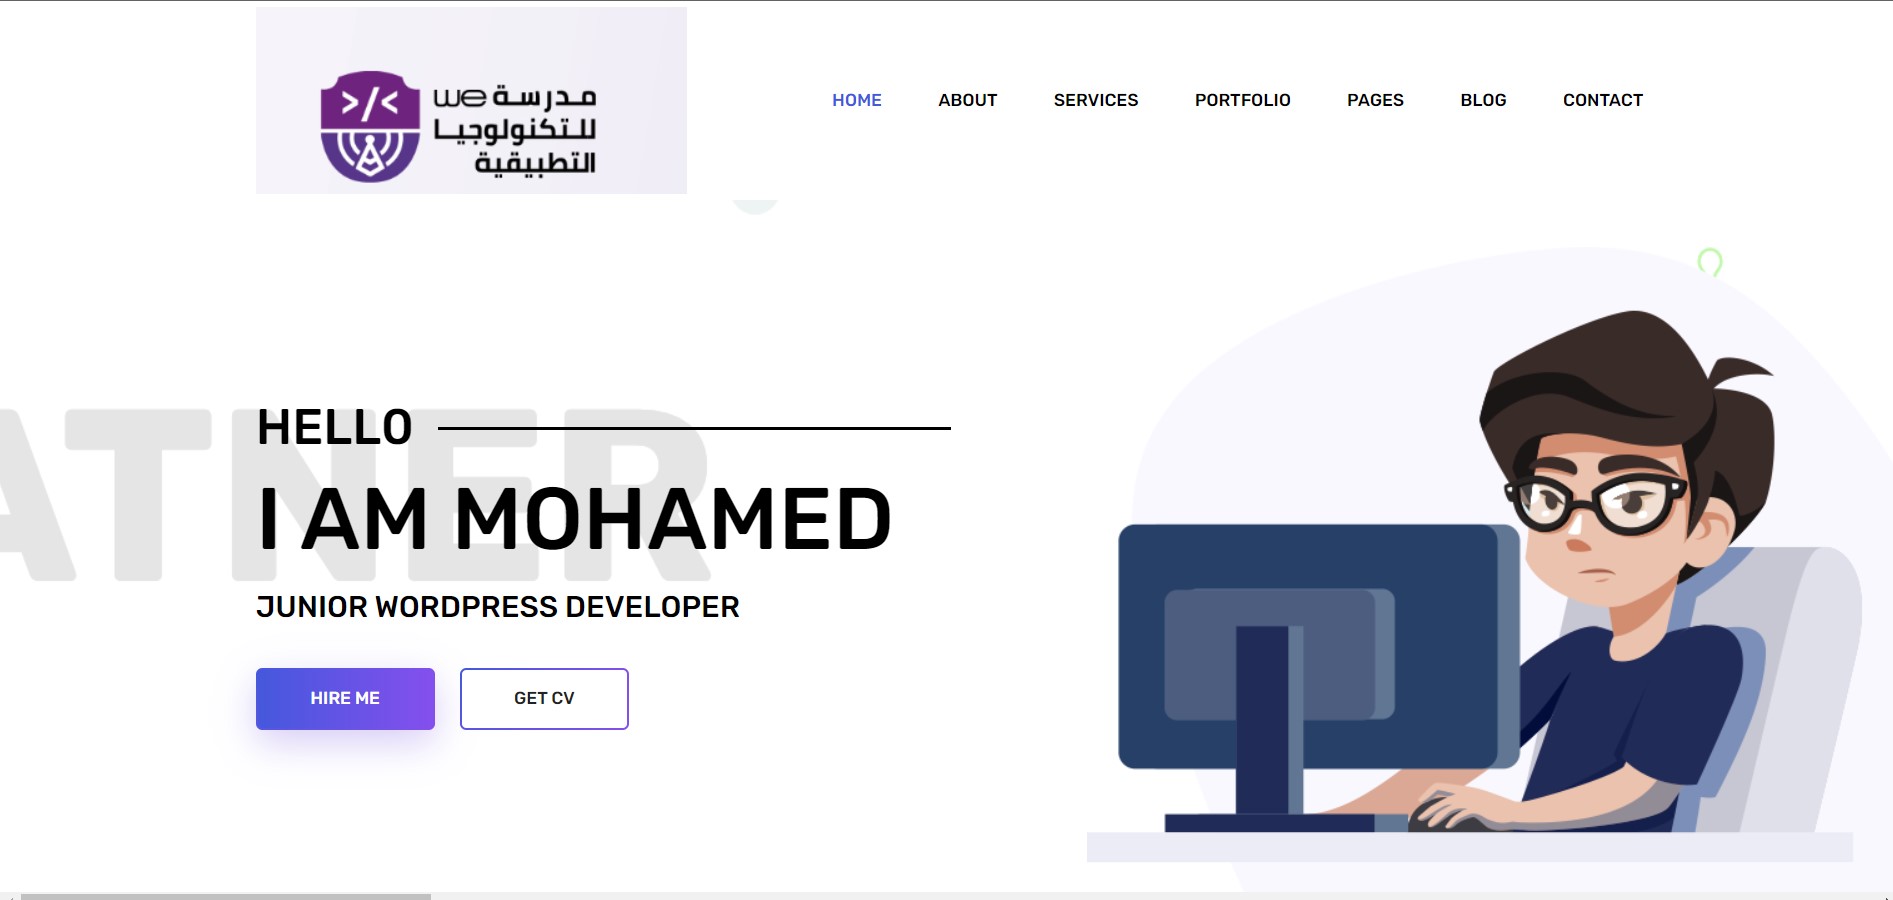 مدرسة we
للتكنولوجيا
التطبيقية
HOME ABOUT SERVICES PORTFOLIO PAGES BLOG CONTACT
ATNER
HELLO
I AM MOHAMED
JUNIOR WORDPRESS DEVELOPER
HIRE ME GET CV